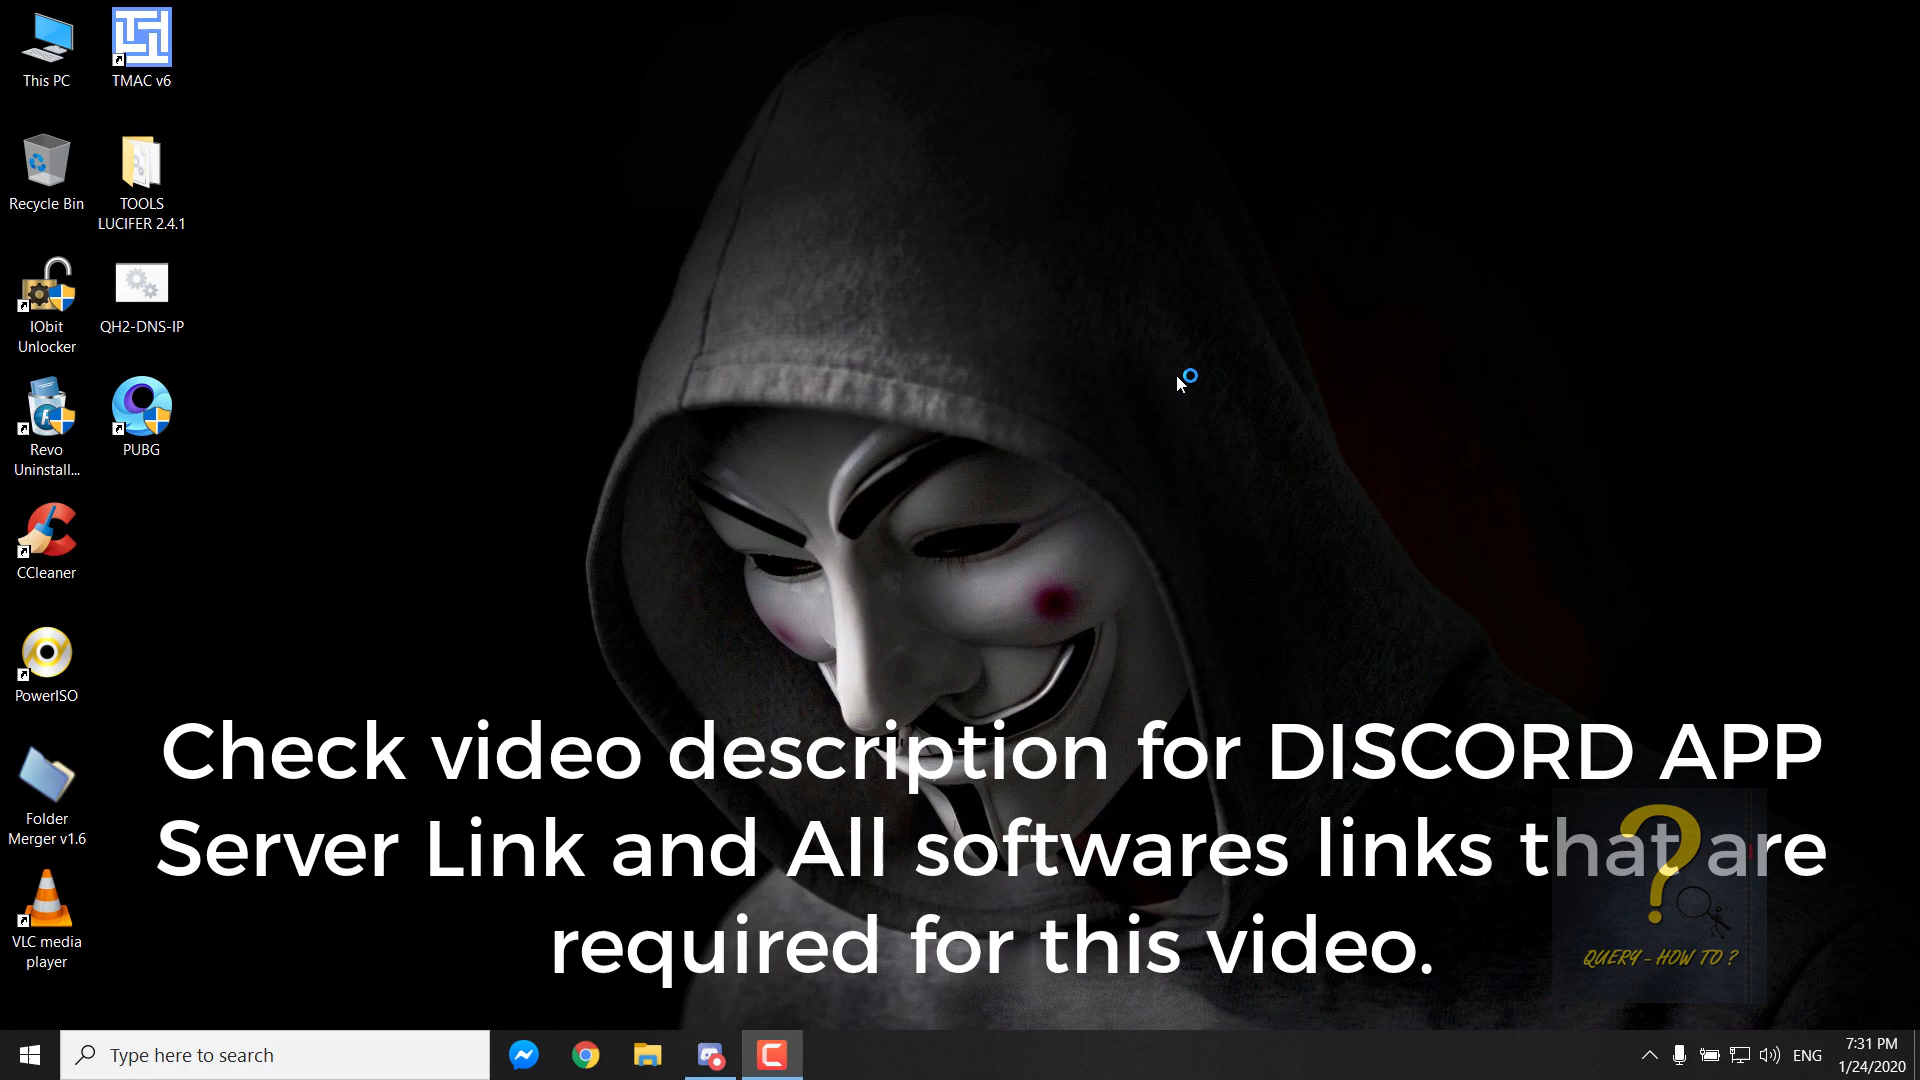 This PC
TMAC v6
Recycle Bin
TOOLS
LUCIFER 2.4.1
IObit
Unlocker
QH2-DNS-IP
Revo
Uninstall...
PUBG
CCleaner
PowerISO
Folder
Merger v1.6
VLC media
player
Check video description for DISCORD APP
Server Link and All softwares links that are
required for this video.
?
QUERY - HOW TO ?
Type here to search
ENG
7:31 PM
1/24/2020